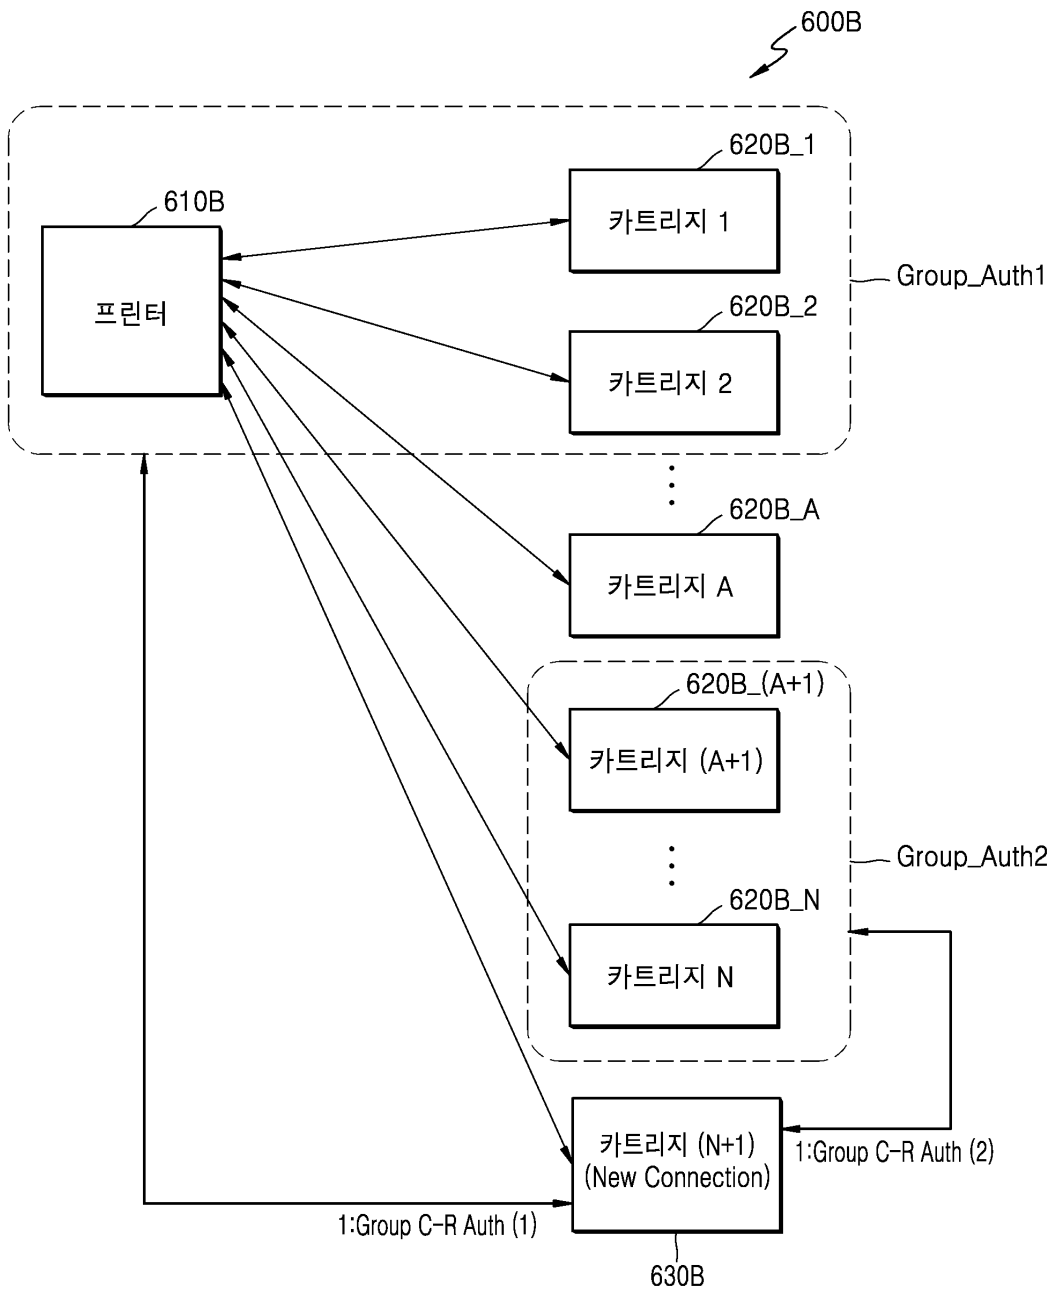 600B
620B_1
카트리지 1
610B
프린터
Group_Auth1
620B_2
카트리지 2
620B_A
카트리지 A
620B_(A+1)
카트리지 (A+1)
Group_Auth2
620B_N
카트리지 N
카트리지 (N+1)
(New Connection)
1:Group C-R Auth (2)
1:Group C-R Auth (1)
630B